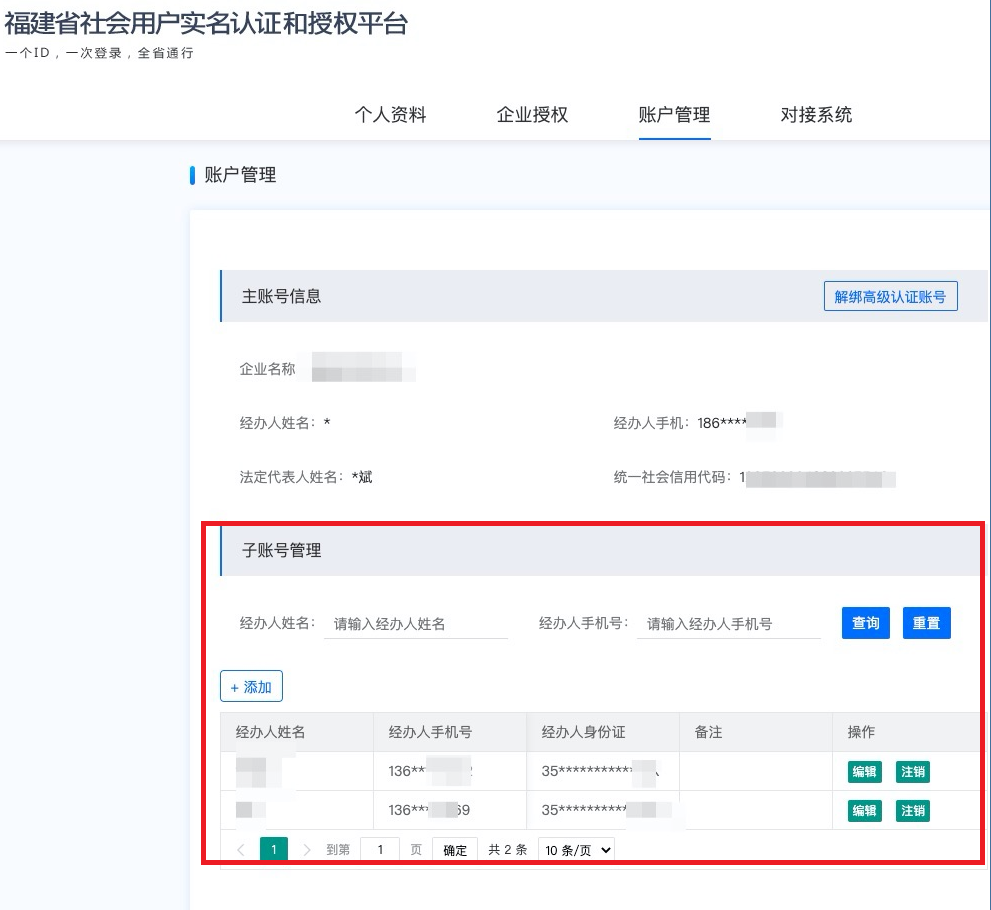 福建省社会用户实名认证和授权平台
一个ID，一次登录，全省通行
个人资料 企业授权 账户管理 对接系统
账户管理
主账号信息 解绑高级认证账号
企业名称
经办人姓名：* 经办人手机：186****
法定代表人姓名：*斌 统一社会信用代码：1
子账号管理
经办人姓名： 请输入经办人姓名 经办人手机号： 请输入经办人手机号 查询 重置
+ 添加
经办人姓名 经办人手机号 经办人身份证 备注 操作
136** 35*********** 编辑 注销
136** 69 35********** 编辑 注销
< 1 > 到第 1 页 确定 共 2 条 10 条/页